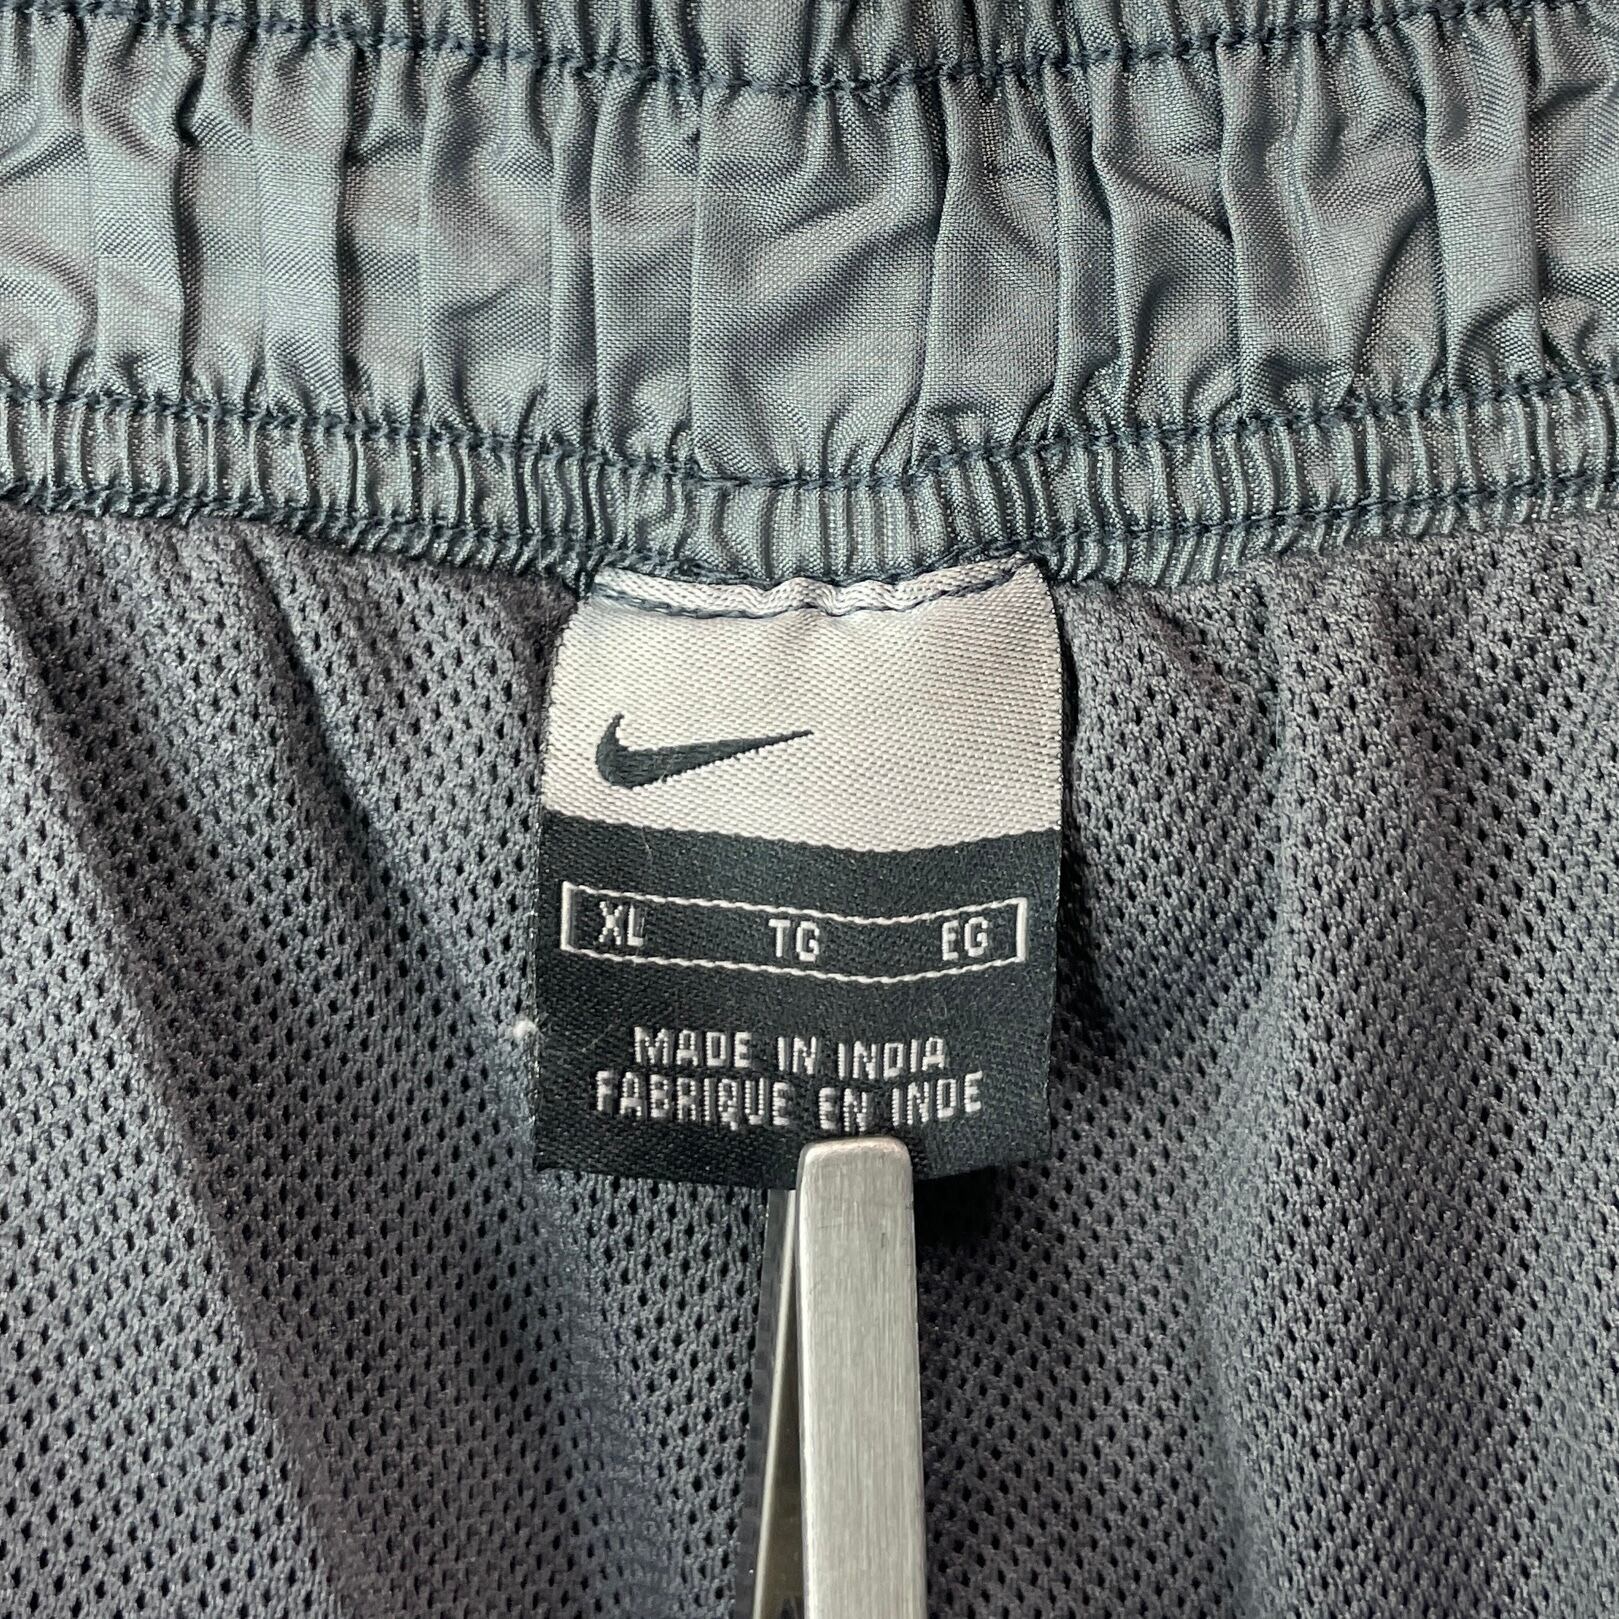 XL TG EG
MADE IN INDIA
FABRIQUE EN INDE